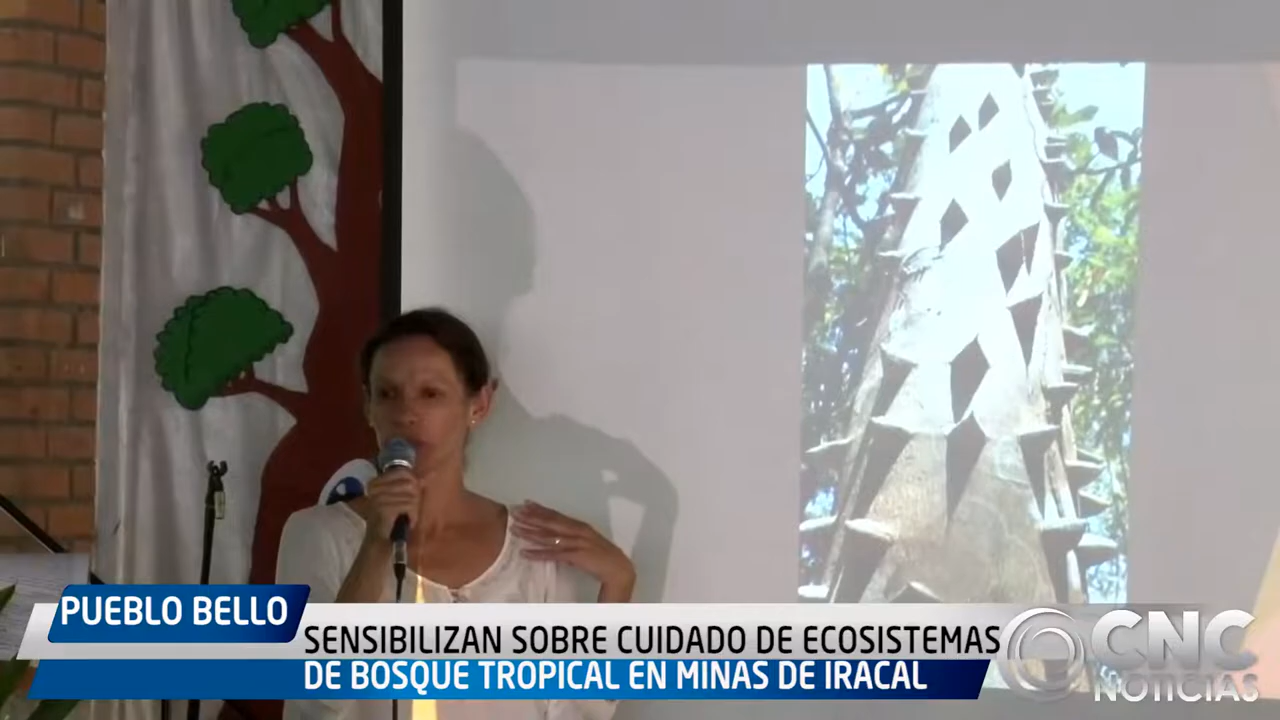 PUEBLO BELLO
SENSIBILIZAN SOBRE CUIDADO DE ECOSISTEMAS
DE BOSQUE TROPICAL EN MINAS DE IRACAL
CNC
NOTICIAS